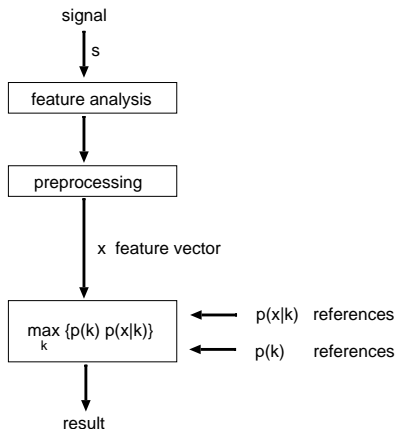 signal
s
feature analysis
preprocessing
x feature vector
max {p(k) p(x|k)}
k
p(x|k) references
p(k) references
result